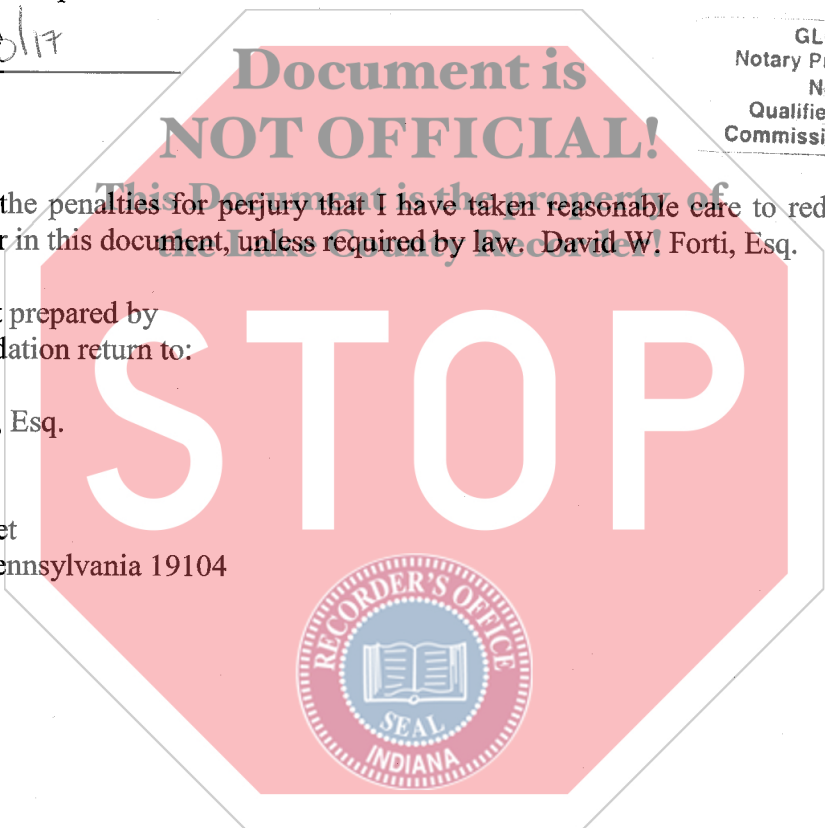 0/17
GL
Notary P
N
Qualifie
Commissi
Document is
NOT OFFICIAL!
This Document is the property of
the Lake County Recorder!
the penalties for perjury that I have taken reasonable care to red
r in this document, unless required by law. David W. Forti, Esq.
t prepared by
dation return to:
, Esq.
et
ennsylvania 19104
STOP
RECORDER'S OFFICE
SEAL
INDIANA